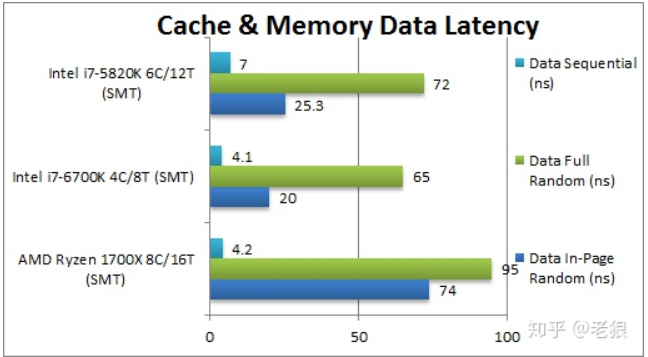 Cache & Memory Data Latency
Intel i7-5820K 6C/12T
(SMT)
7
72
25.3
Intel i7-6700K 4C/8T (SMT)
4.1
65
20
AMD Ryzen 1700X 8C/16T
(SMT)
4.2
95
74
0
50
100
Data Sequential
(ns)
Data Full
Random (ns)
Data In-Page
Random (ns)
知乎 @老狼